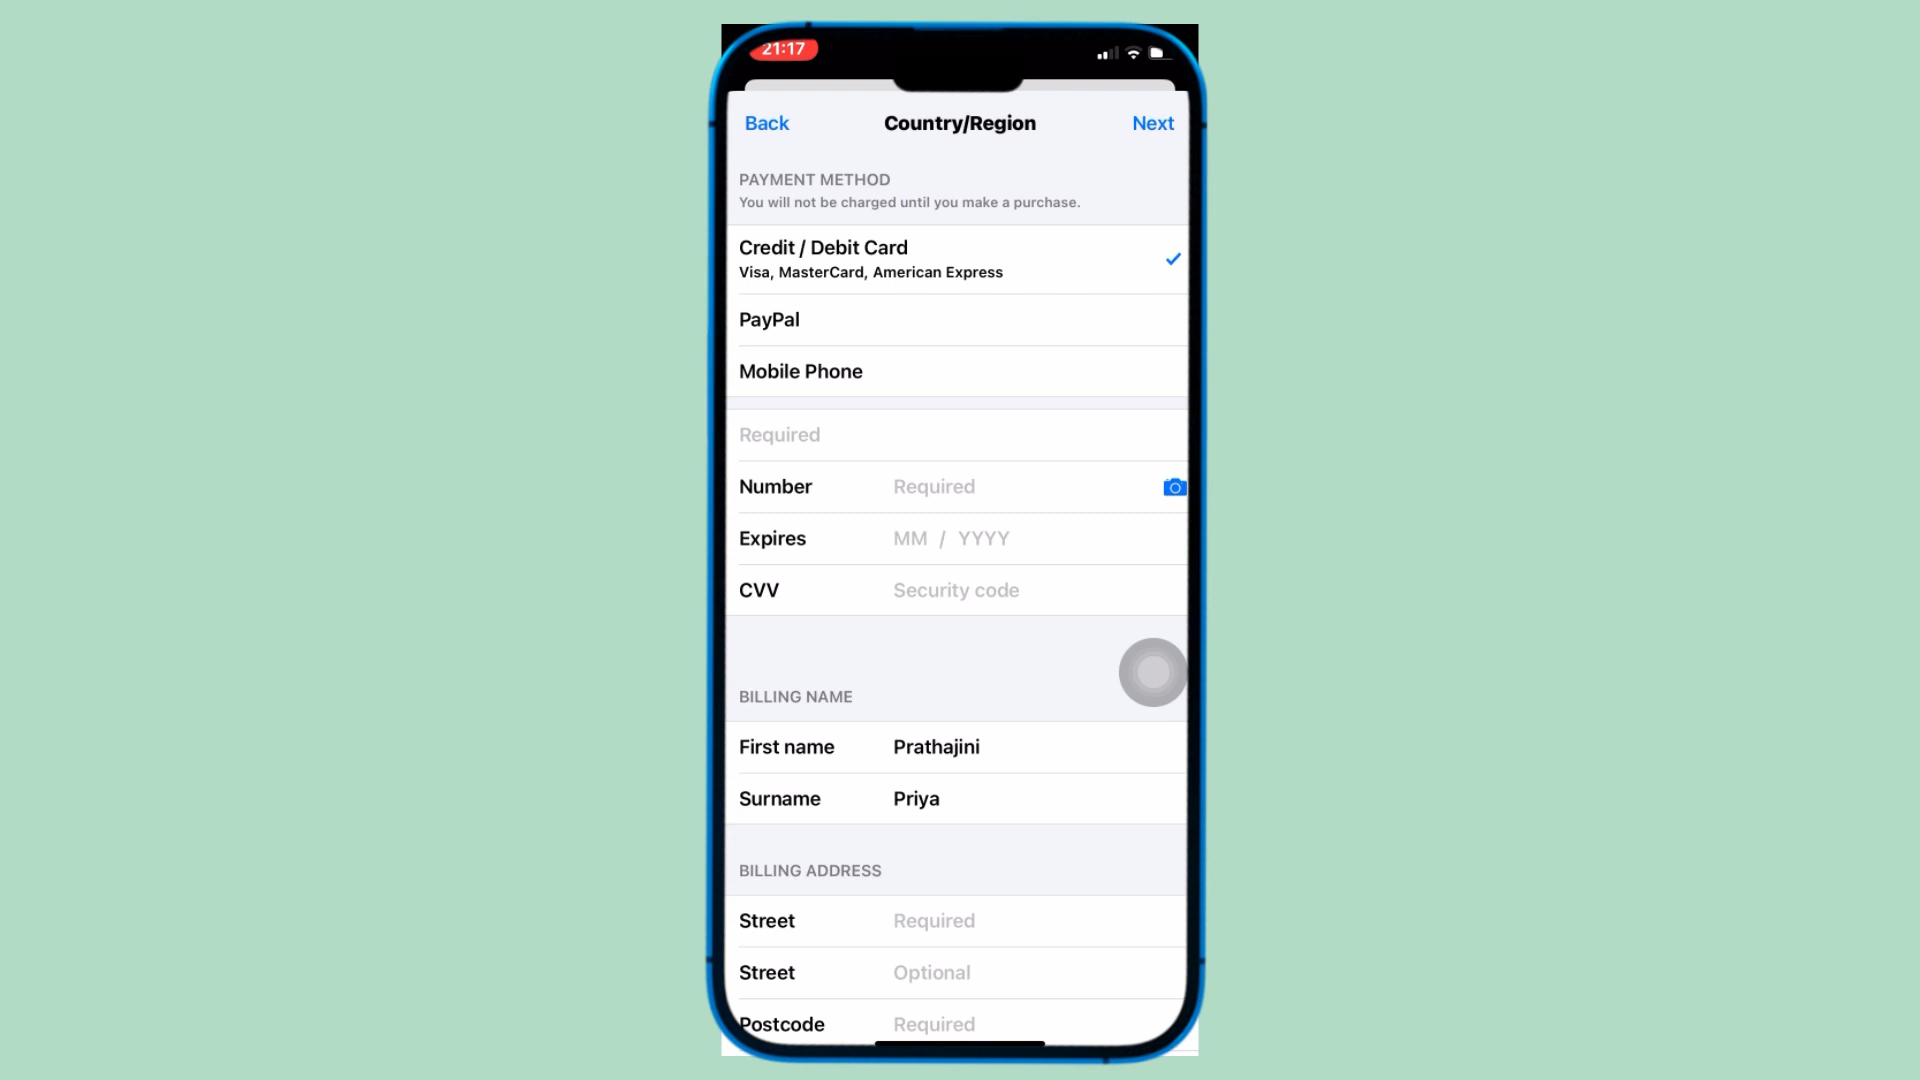 21:17
Back Country/Region Next
PAYMENT METHOD
You will not be charged until you make a purchase.
Credit / Debit Card
Visa, MasterCard, American Express
PayPal
Mobile Phone
Required
Number Required
Expires MM / YYYY
CVV Security code
BILLING NAME
First name Prathajini
Surname Priya
BILLING ADDRESS
Street Required
Street Optional
Postcode Required